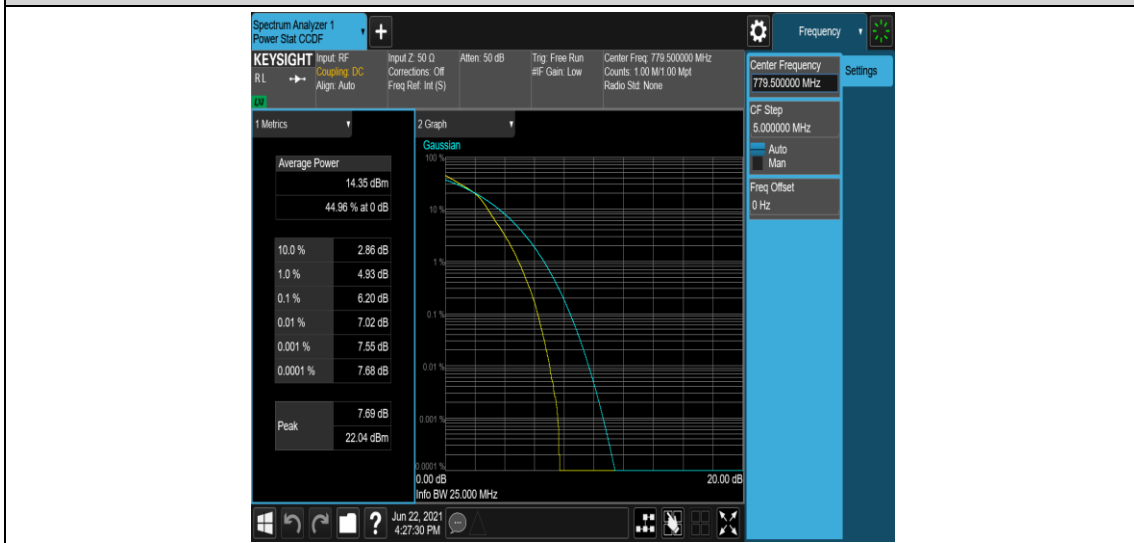 Spectrum Analyzer 1
Power Stat CCDF
Frequency
KEYSIGHT
Input: RF
Input Z: 50 Ω
Atten: 50 dB
Trig: Free Run
Center Freq: 779.500000 MHz
RL
Coupling: DC
Corrections: Off
#IF Gain: Low
Counts: 1.00 M/1.00 Mpt
Align: Auto
Freq Ref: Int (S)
Radio Std: None
Center Frequency
779.500000 MHz
Settings
CF Step
5.000000 MHz
Auto
Man
Freq Offset
0 Hz
1 Metrics
Average Power
14.35 dBm
44.96 % at 0 dB
10.0 % 2.86 dB
1.0 % 4.93 dB
0.1 % 6.20 dB
0.01 % 7.02 dB
0.001 % 7.55 dB
0.0001 % 7.68 dB
Peak
7.69 dB
22.04 dBm
2 Graph
Gaussian
100 %
10 %
1 %
0.1 %
0.01 %
0.001 %
0.0001 %
0.00 dB 20.00 dB
Info BW 25.000 MHz
?
Jun 22, 2021
4:27:30 PM